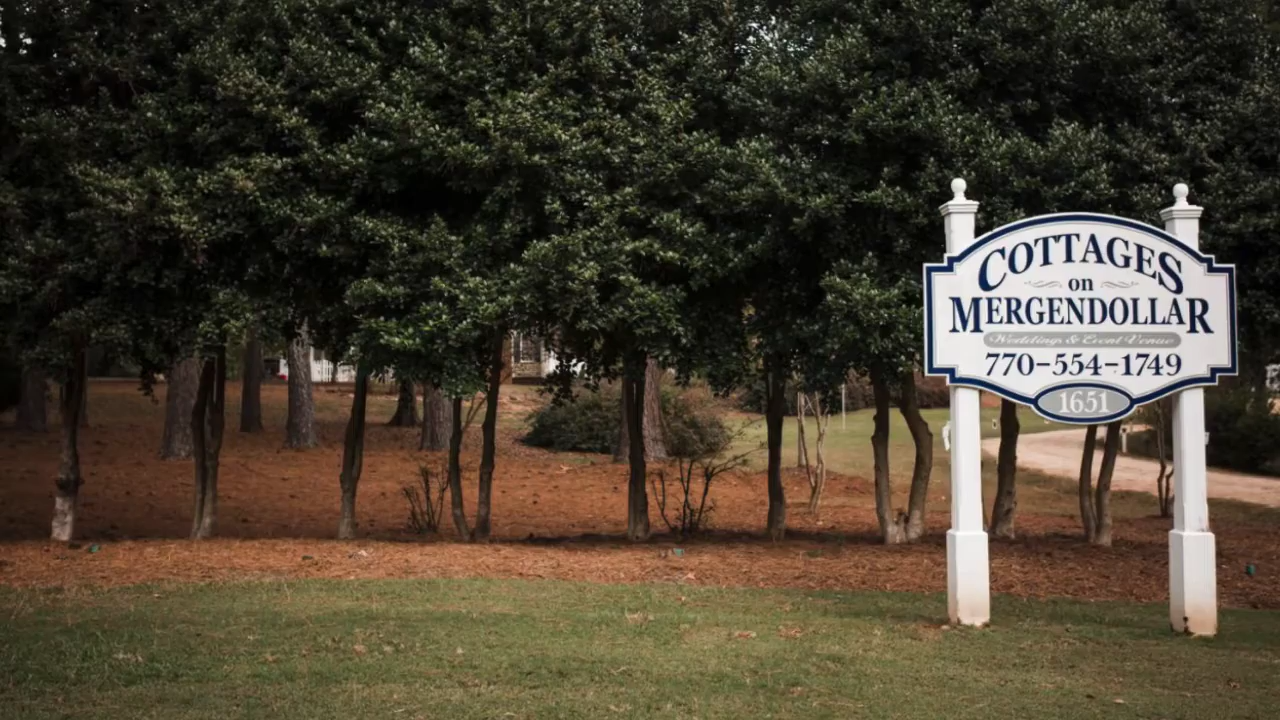 COTTAGES
on
MERGENDOLLAR
Weddings & Event Venue
770-554-1749
1651